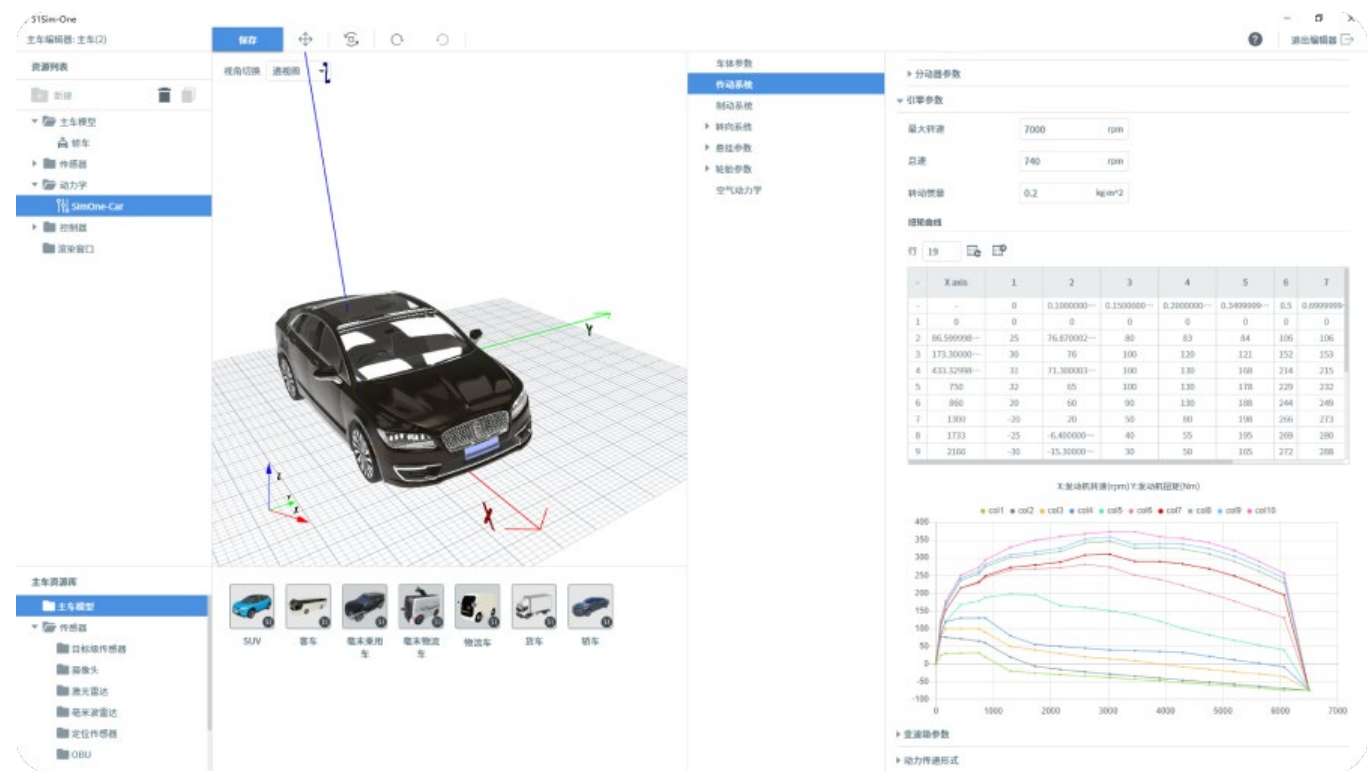 51Sim-One
主车编辑器: 主车(2)
保存
退出编辑器
资源列表
新建
主车模型
轿车
传感器
动力学
SimOne-Car
控制器
渲染窗口
视角切换 透视图
Y
X
Z
Y
X
主车资源库
主车模型
传感器
目标级传感器
摄像头
激光雷达
毫米波雷达
定位传感器
OBU
SUV
客车
毫末乘用车
毫末物流车
物流车
货车
轿车
车体参数
传动系统
制动系统
转向系统
悬挂参数
轮胎参数
空气动力学
分动器参数
引擎参数
最大转速 7000 rpm
怠速 740 rpm
转动惯量 0.2 kg·m^2
扭矩曲线
行 19
- X axis 1 2 3 4 5 6 7
- - 0 0.1000000··· 0.1500000··· 0.2000000··· 0.3499999··· 0.5 0.6999999·
1 0 0 0 0 0 0 0 0
2 86.599998··· 25 76.870002··· 80 83 84 106 106
3 173.30000··· 30 76 100 120 121 152 153
4 433.32998··· 31 71.300003··· 100 130 168 214 215
5 750 32 65 100 130 178 229 232
6 860 20 60 90 130 188 244 249
7 1300 -20 20 50 80 198 266 273
8 1733 -25 -6.400000··· 40 55 195 269 280
9 2166 -30 -15.30000··· 30 50 165 272 288
X:发动机转速(rpm) Y:发动机扭矩(Nm)
col1 col2 col3 col4 col5 col6 col7 col8 col9 col10
400
350
300
250
200
150
100
50
0
-50
-100
0 1000 2000 3000 4000 5000 6000 7000
变速箱参数
动力传递形式